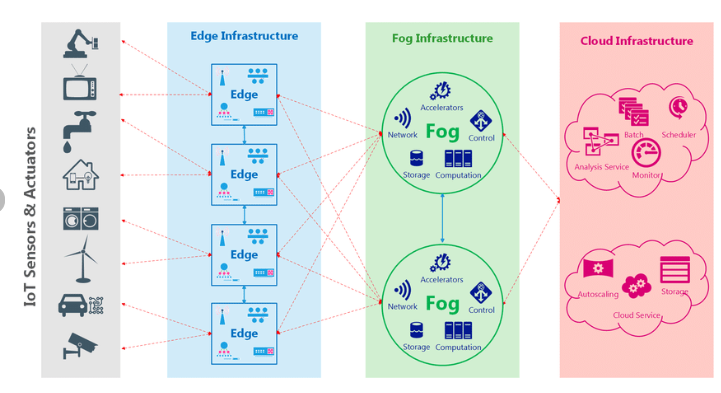 IoT Sensors & Actuators
Edge Infrastructure
Edge
Edge
Edge
Edge
Fog Infrastructure
Accelerators
Network
Fog
Control
Storage
Computation
Accelerators
Network
Fog
Control
Storage
Computation
Cloud Infrastructure
Batch
Scheduler
Analysis Service
Monitor
Autoscaling
Storage
Cloud Service